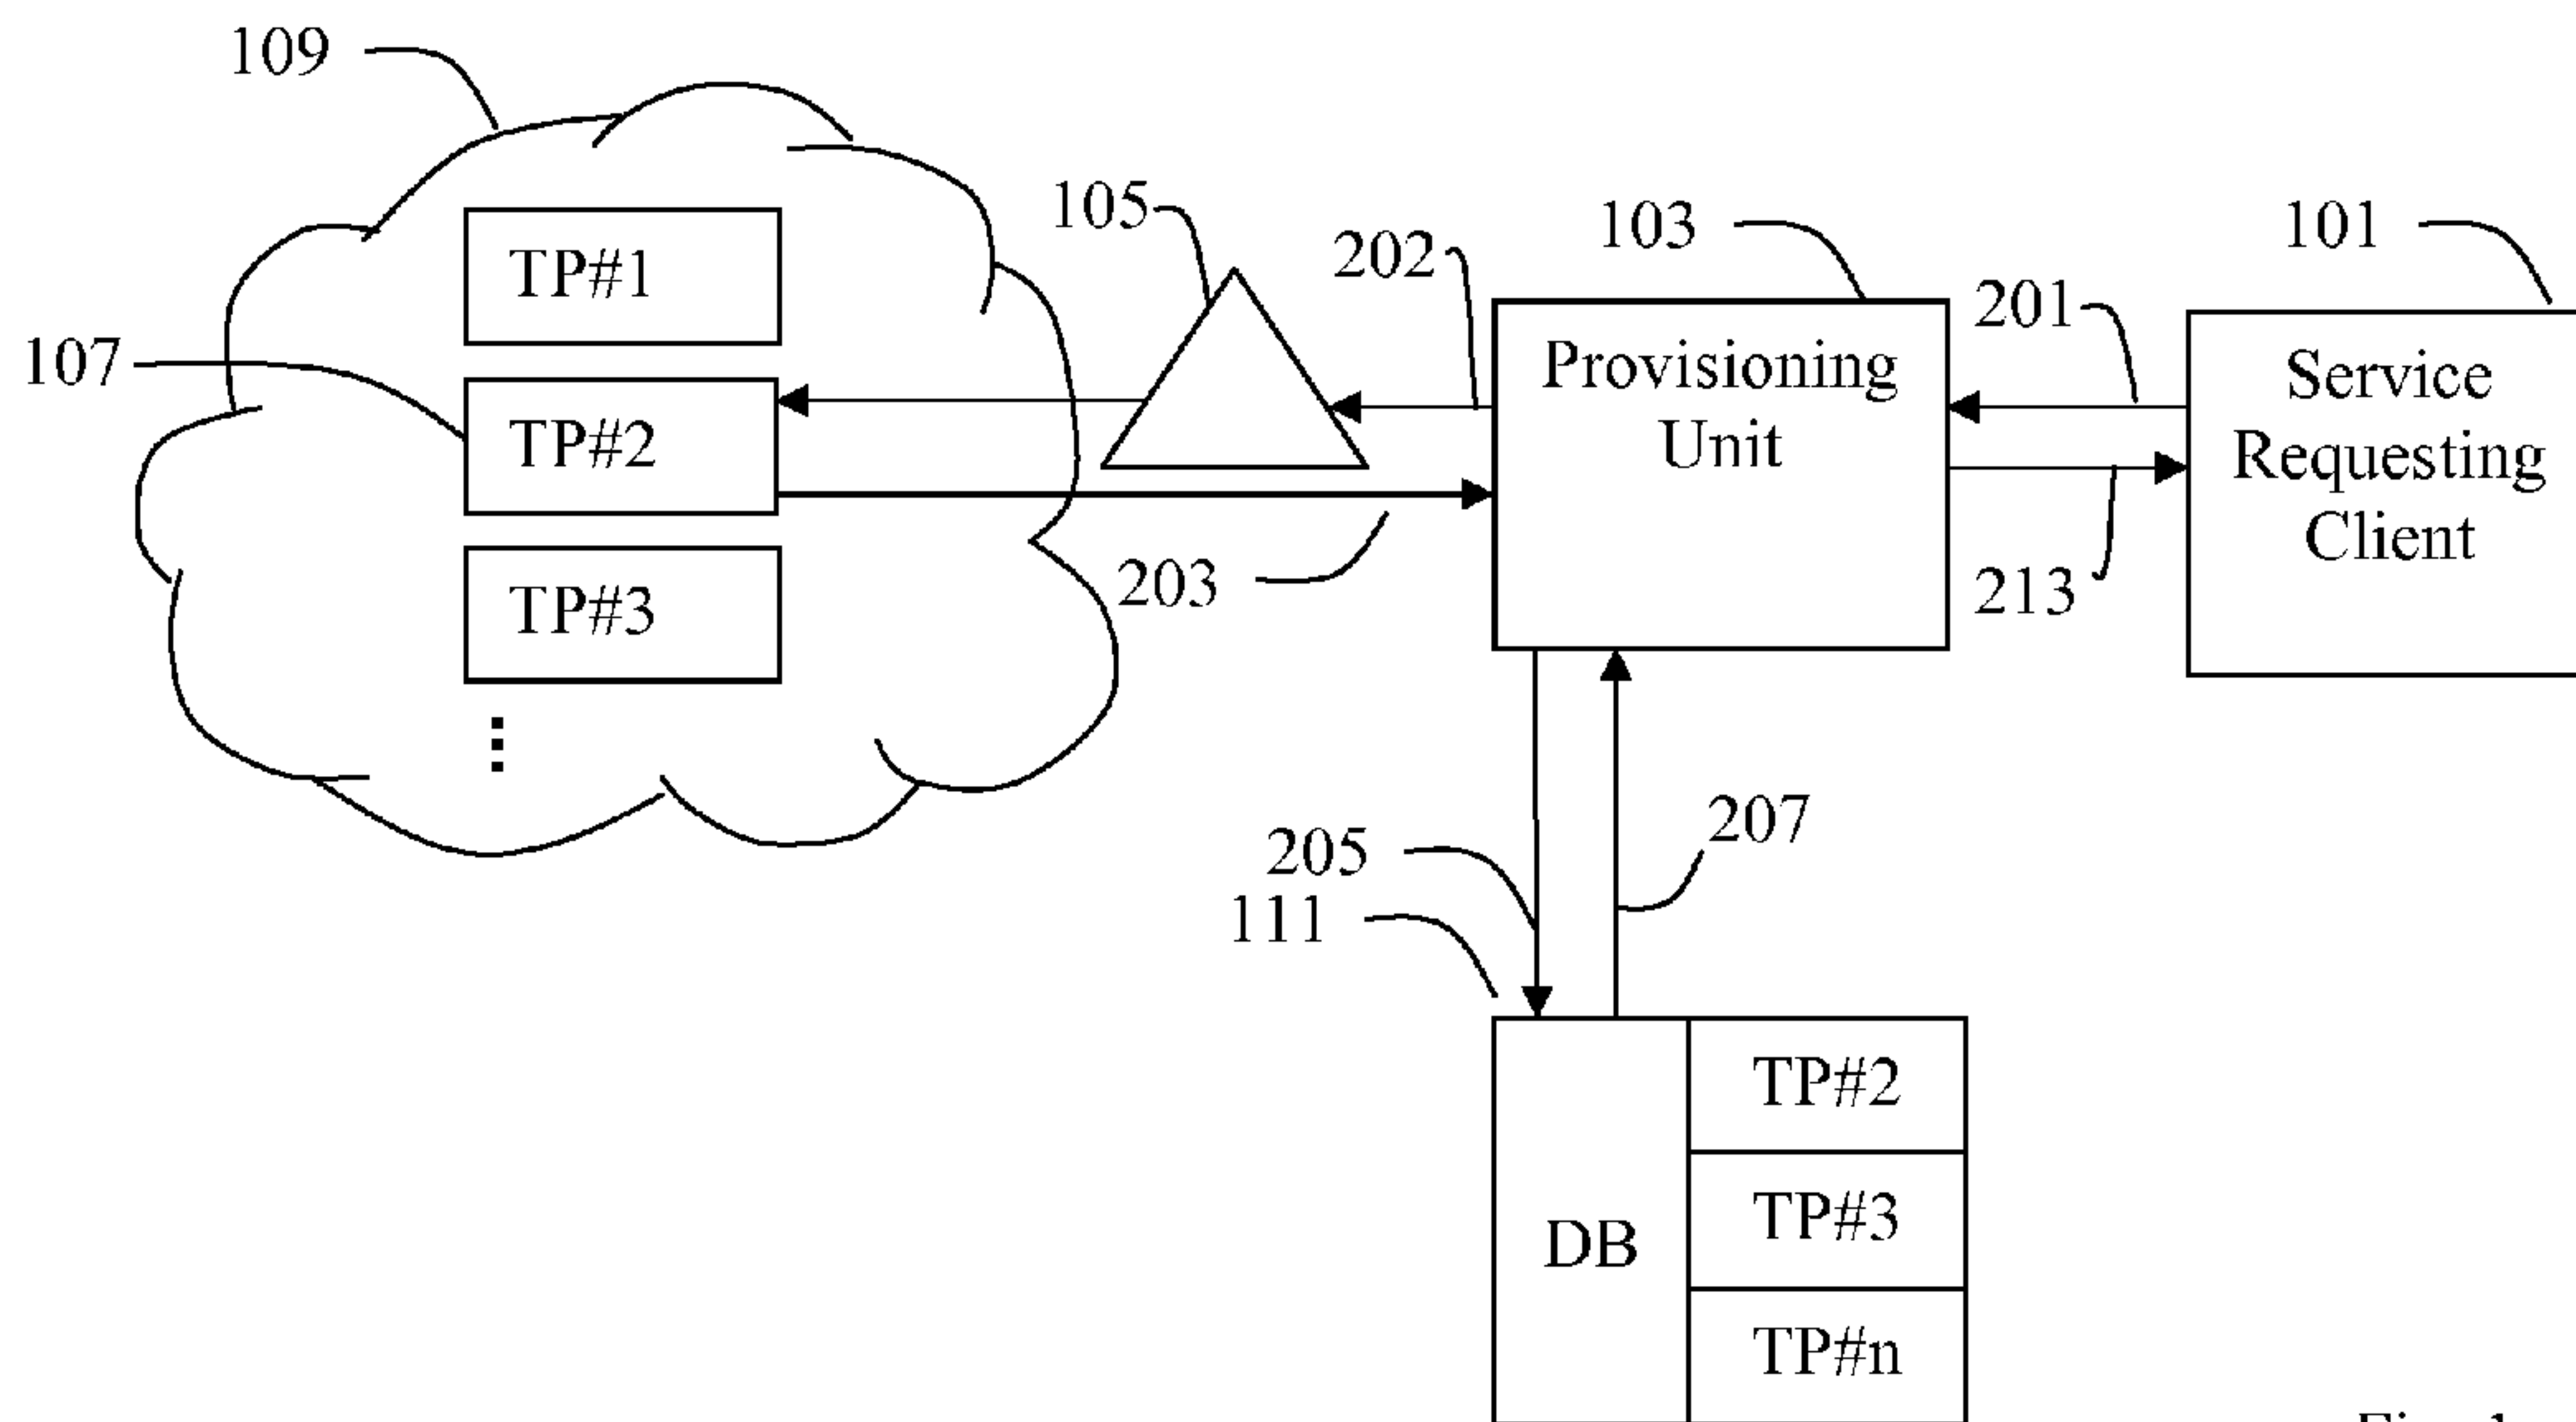 109
105
202
103
101
201
TP#1
107
TP#2
TP#3
Provisioning
Unit
Service
Requesting
Client
203
213
205
207
111
DB
TP#2
TP#3
TP#n